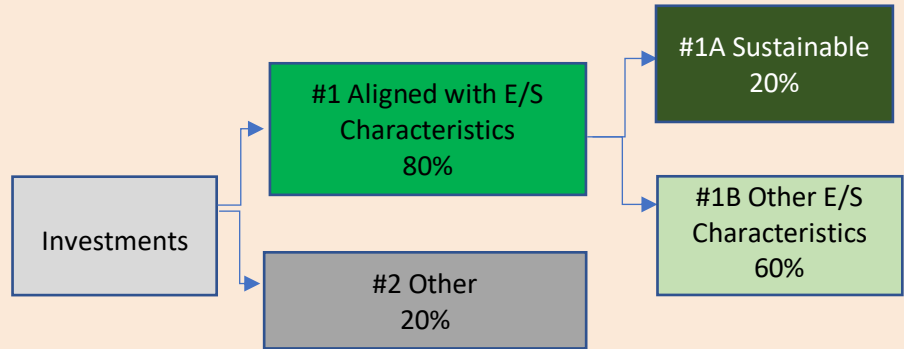 Investments
#1 Aligned with E/S
Characteristics
80%
#2 Other
20%
#1A Sustainable
20%
#1B Other E/S
Characteristics
60%